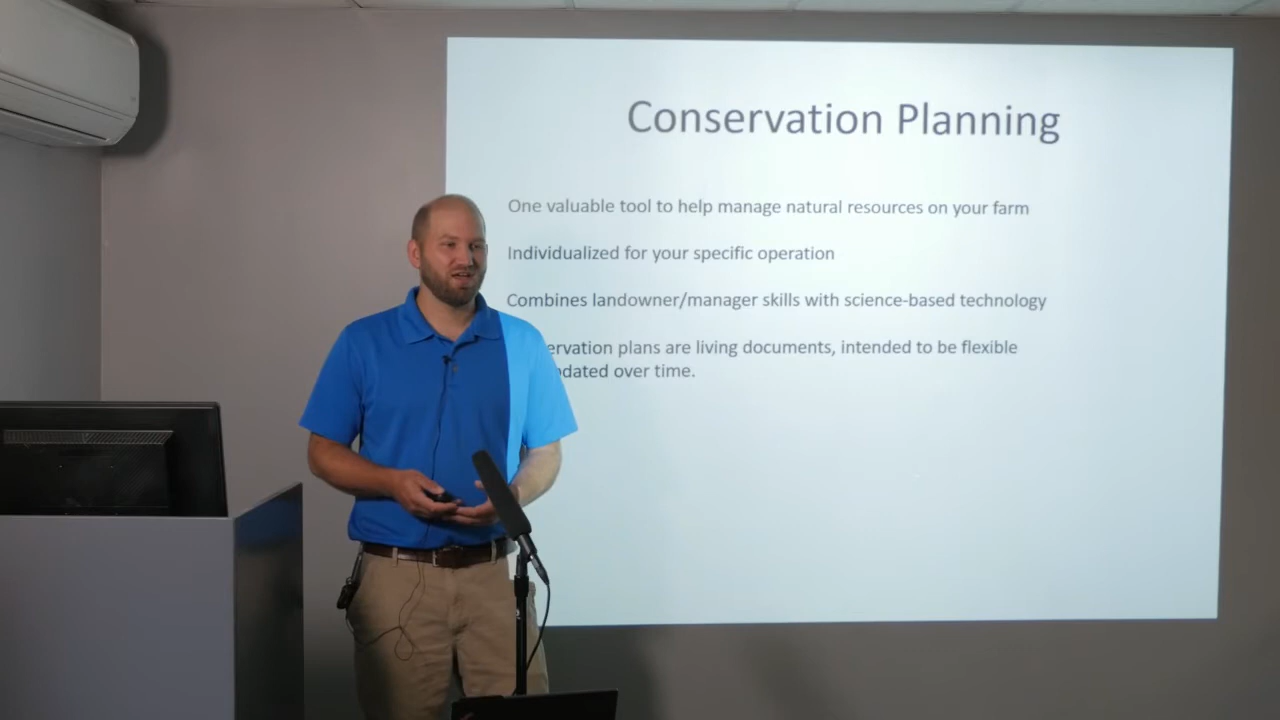 Conservation Planning
One valuable tool to help manage natural resources on your farm
Individualized for your specific operation
Combines landowner/manager skills with science-based technology
ervation plans are living documents, intended to be flexible
dated over time.